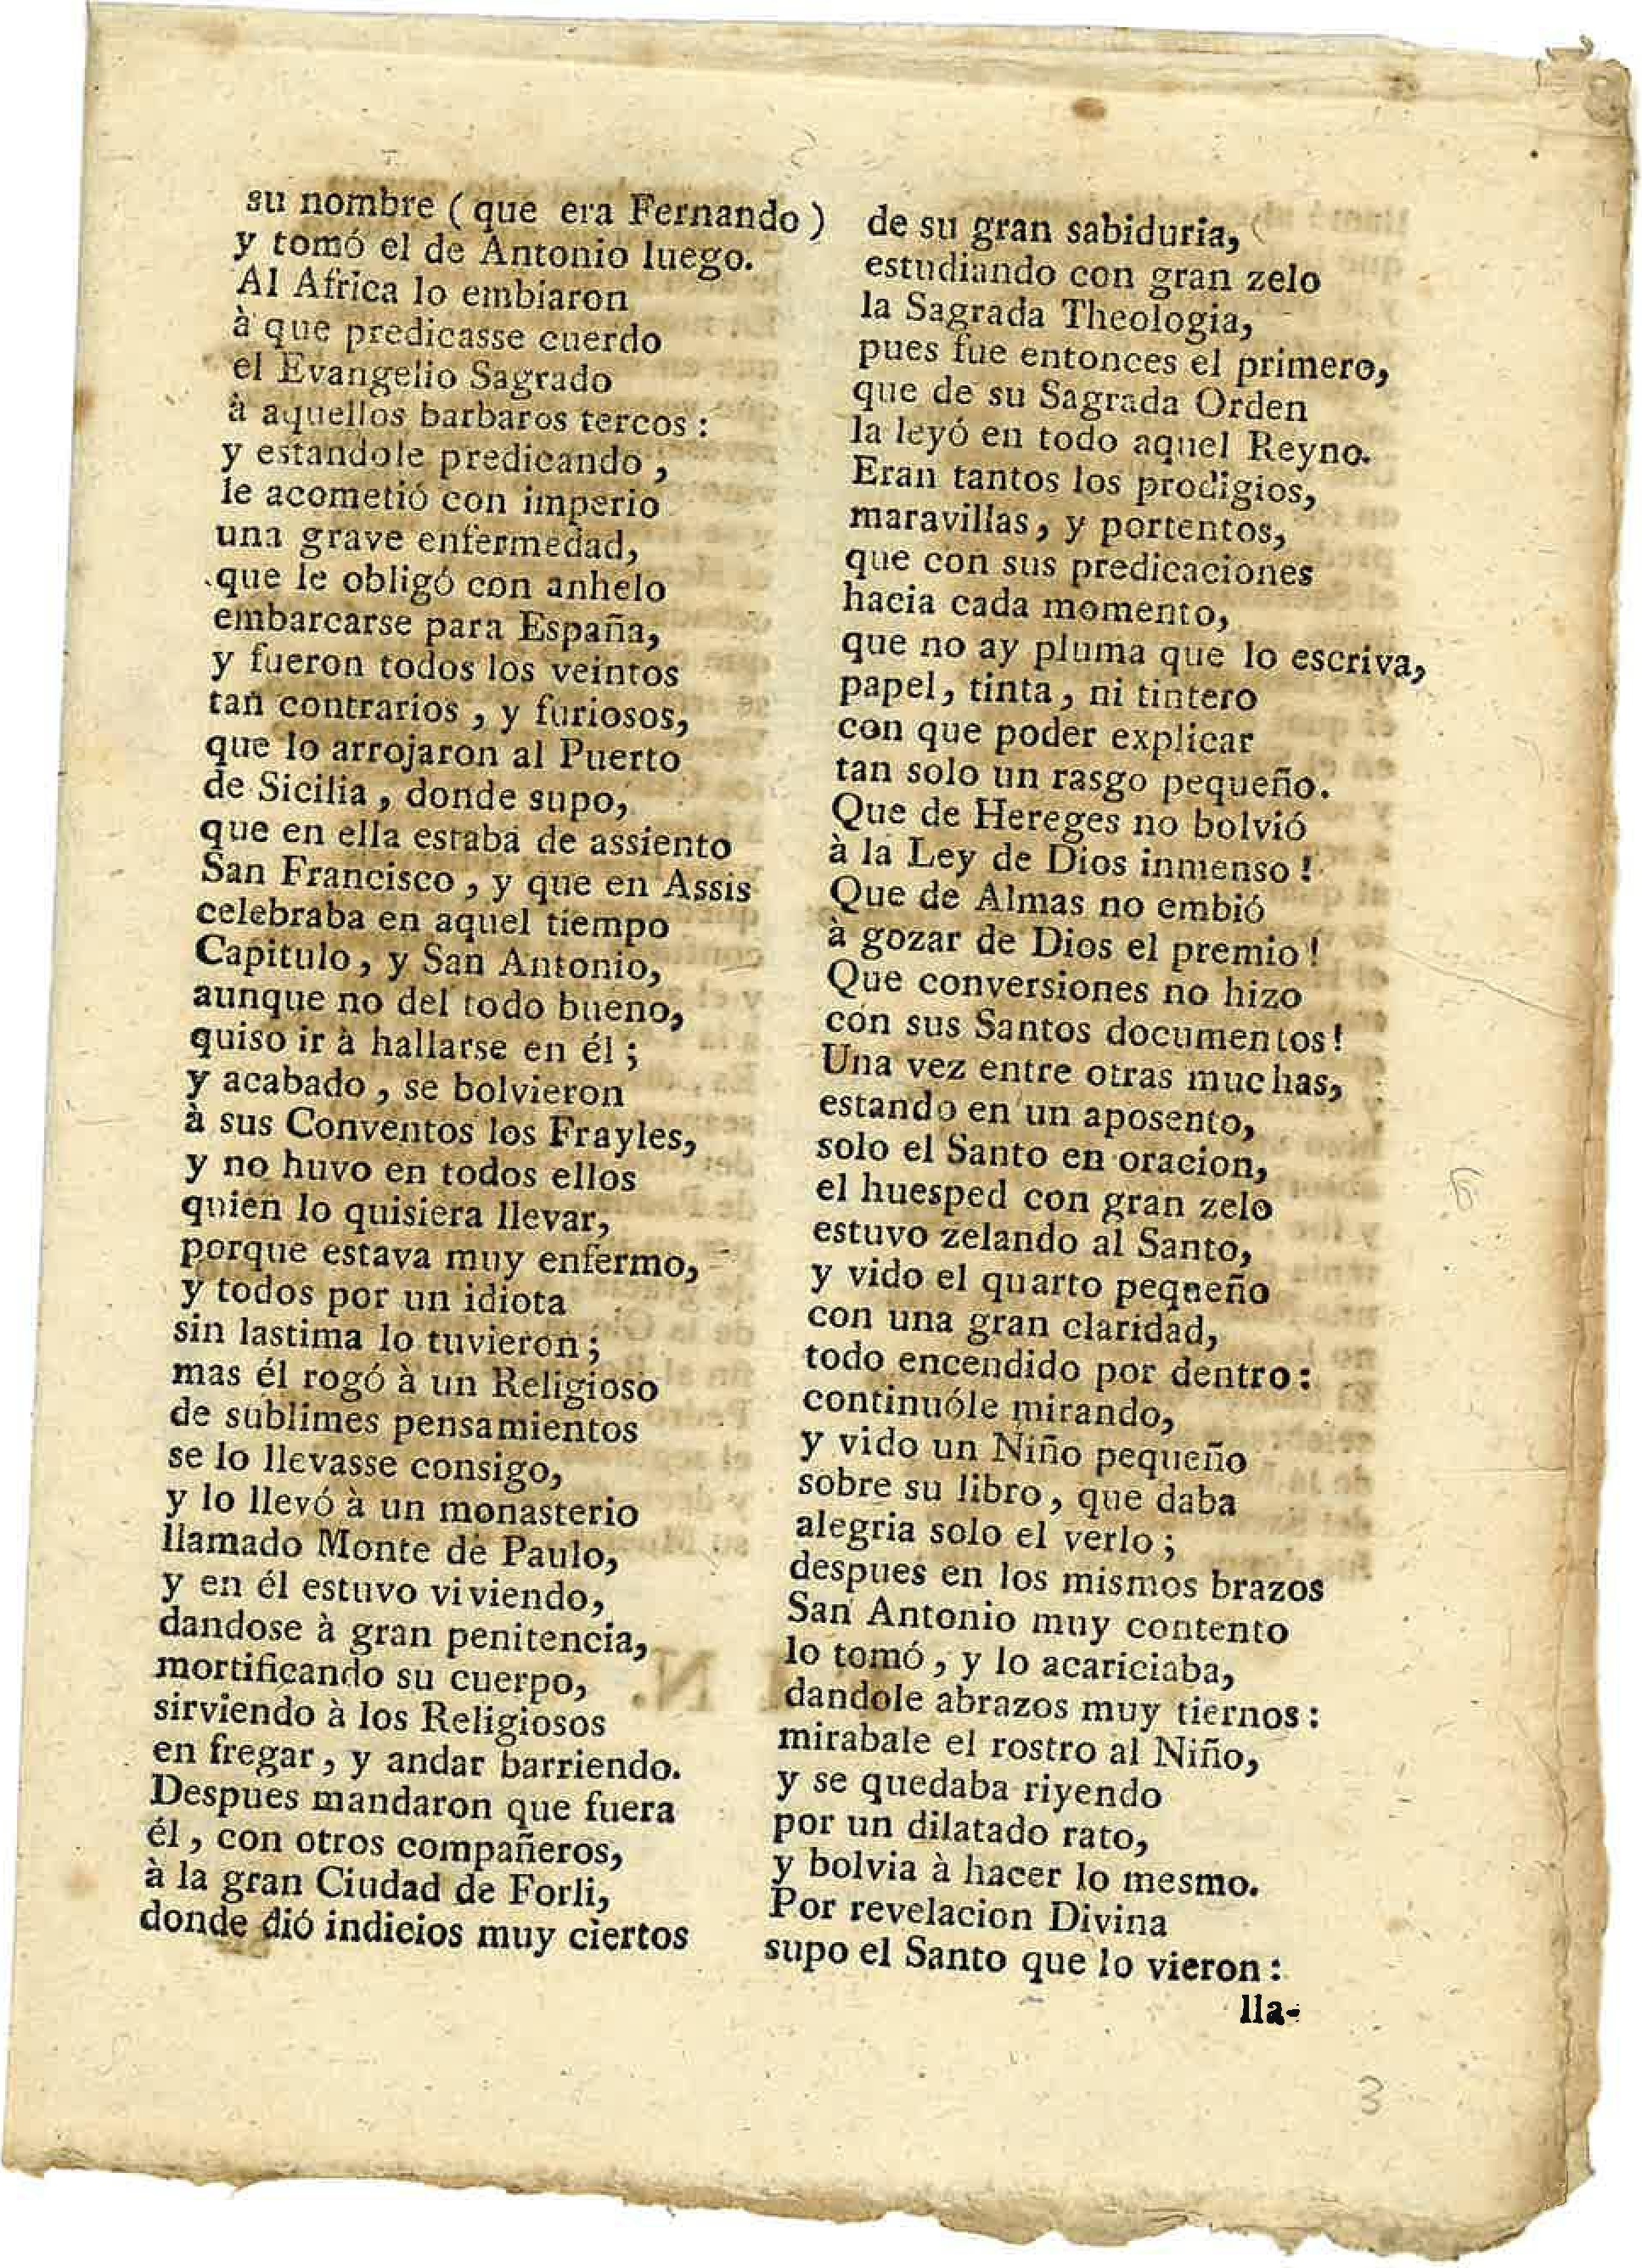 su nombre ( que era Fernando )
y tomó el de Antonio luego.
Al Africa lo embiaron
à que predicasse cuerdo
el Evangelio Sagrado
à aquellos barbaros tercos :
y estandole predicando ,
le acometió con imperio
una grave enfermedad,
que le obligó con anhelo
embarcarse para España,
y fueron todos los veintos
tan contrarios , y furiosos,
que lo arrojaron al Puerto
de Sicilia , donde supo,
que en ella estaba de assiento
San Francisco , y que en Assis
celebraba en aquel tiempo
Capitulo , y San Antonio,
aunque no del todo bueno,
quiso ir à hallarse en él ;
y acabado , se bolvieron
à sus Conventos los Frayles,
y no huvo en todos ellos
quien lo quisiera llevar,
porque estava muy enfermo,
y todos por un idiota
sin lastima lo tuvieron ;
mas él rogó à un Religioso
de sublimes pensamientos
se lo llevasse consigo,
y lo llevó à un monasterio
llamado Monte de Paulo,
y en él estuvo viviendo,
dandose à gran penitencia,
mortificando su cuerpo,
sirviendo à los Religiosos
en fregar , y andar barriendo.
Despues mandaron que fuera
él , con otros compañeros,
à la gran Ciudad de Forli,
donde dió indicios muy ciertos
de su gran sabiduria,
estudiando con gran zelo
la Sagrada Theologia,
pues fue entonces el primero,
que de su Sagrada Orden
la leyó en todo aquel Reyno.
Eran tantos los prodigios,
maravillas , y portentos,
que con sus predicaciones
hacia cada momento,
que no ay pluma que lo escriva,
papel , tinta , ni tintero
con que poder explicar
tan solo un rasgo pequeño.
Que de Hereges no bolvió
à la Ley de Dios inmenso !
Que de Almas no embió
à gozar de Dios el premio !
Que conversiones no hizo
con sus Santos documentos !
Una vez entre otras muchas,
estando en un aposento,
solo el Santo en oracion,
el huesped con gran zelo
estuvo zelando al Santo,
y vido el quarto pequeño
con una gran claridad,
todo encendido por dentro :
continuóle mirando,
y vido un Niño pequeño
sobre su libro , que daba
alegria solo el verlo ;
despues en los mismos brazos
San Antonio muy contento
lo tomó , y lo acariciaba,
dandole abrazos muy tiernos :
mirabale el rostro al Niño,
y se quedaba riyendo
por un dilatado rato,
y bolvia à hacer lo mesmo.
Por revelacion Divina
supo el Santo que lo vieron :
lla-
3